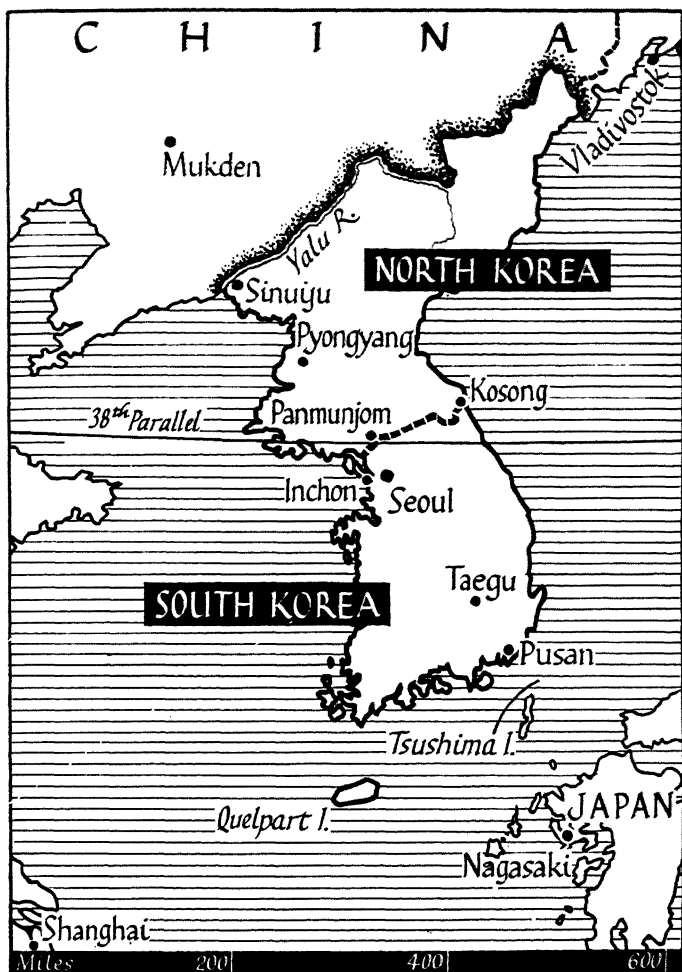 CHINA
Vladivostok
Mukden
Yalu R.
NORTH KOREA
Sinuiju
Pyongyang
Kosong
38th Parallel
Panmunjom
Inchon
Seoul
SOUTH KOREA
Taegu
Pusan
Tsushima I.
Quelpart I.
JAPAN
Nagasaki
Shanghai
Miles 200 400 600